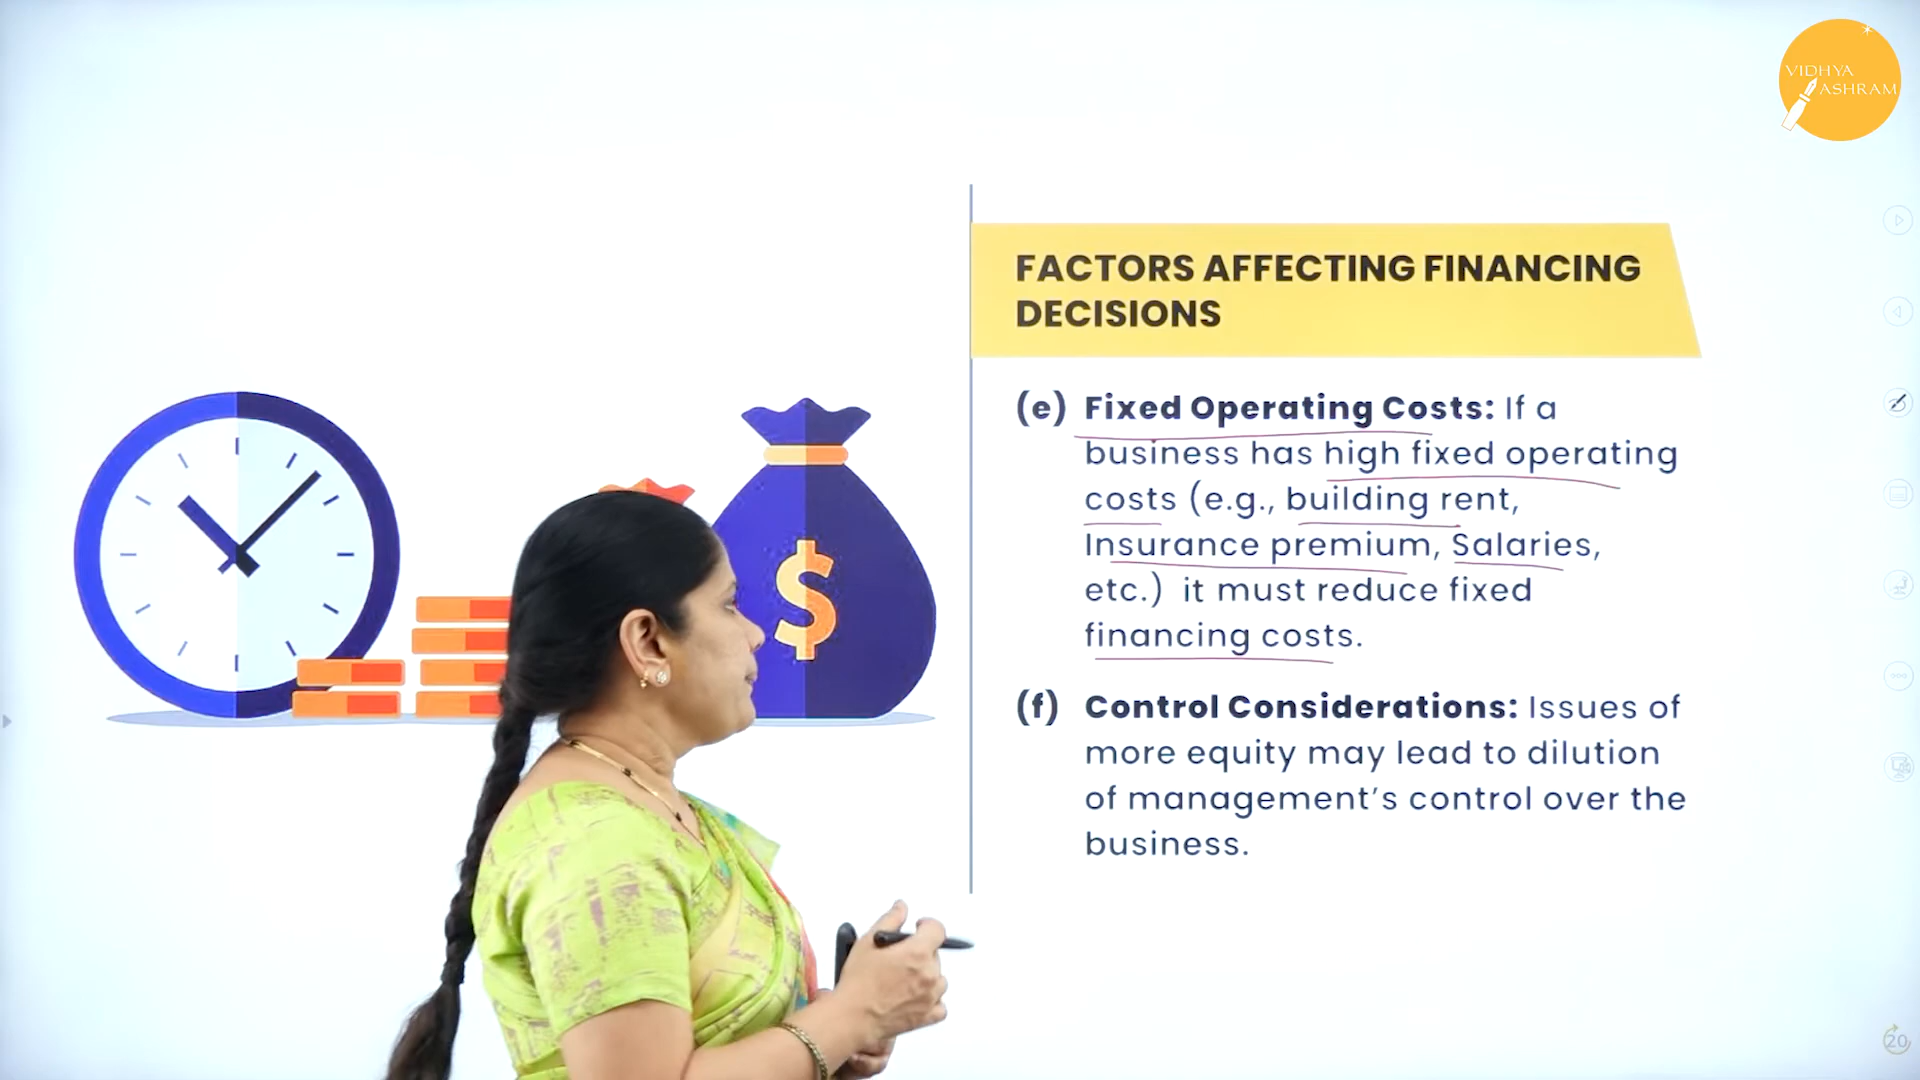 VIDHYA
ASHRAM
FACTORS AFFECTING FINANCING
DECISIONS
(e) Fixed Operating Costs: If a
business has high fixed operating
costs (e.g., building rent,
Insurance premium, Salaries,
etc.) it must reduce fixed
financing costs.
(f) Control Considerations: Issues of
more equity may lead to dilution
of management's control over the
business.
$
20